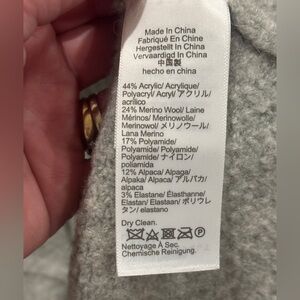 Made In China
Fabriqué En Chine
Hergestellt In China
Vervaardigd In China
中国製
hecho en china
44% Acrylic/ Acrylique/
Polyacryl/ Acryl/ アクリル/
acrílico
24% Merino Wool/ Laine
Mérinos/ Merinowolle/
Merinowol/ メリノウール/
Lana Merino
17% Polyamide/
Polyamide/ Polyamid/
Polyamide/ ナイロン/
poliamida
12% Alpaca/ Alpaga/
Alpaka/ Alpaca/ アルパカ/
alpaca
3% Elastane/ Élasthanne/
Elastan/ Elastaan/ ポリウレ
タン/ elastano
Dry Clean.
Nettoyage À Sec.
Chemische Reinigung.